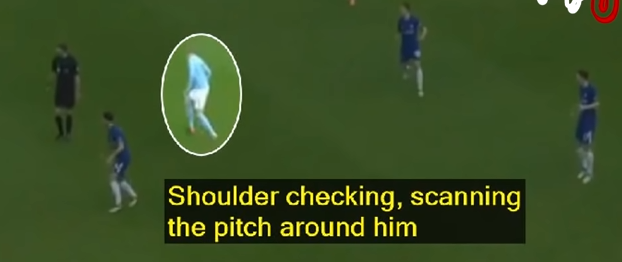 Shoulder checking, scanning
the pitch around him